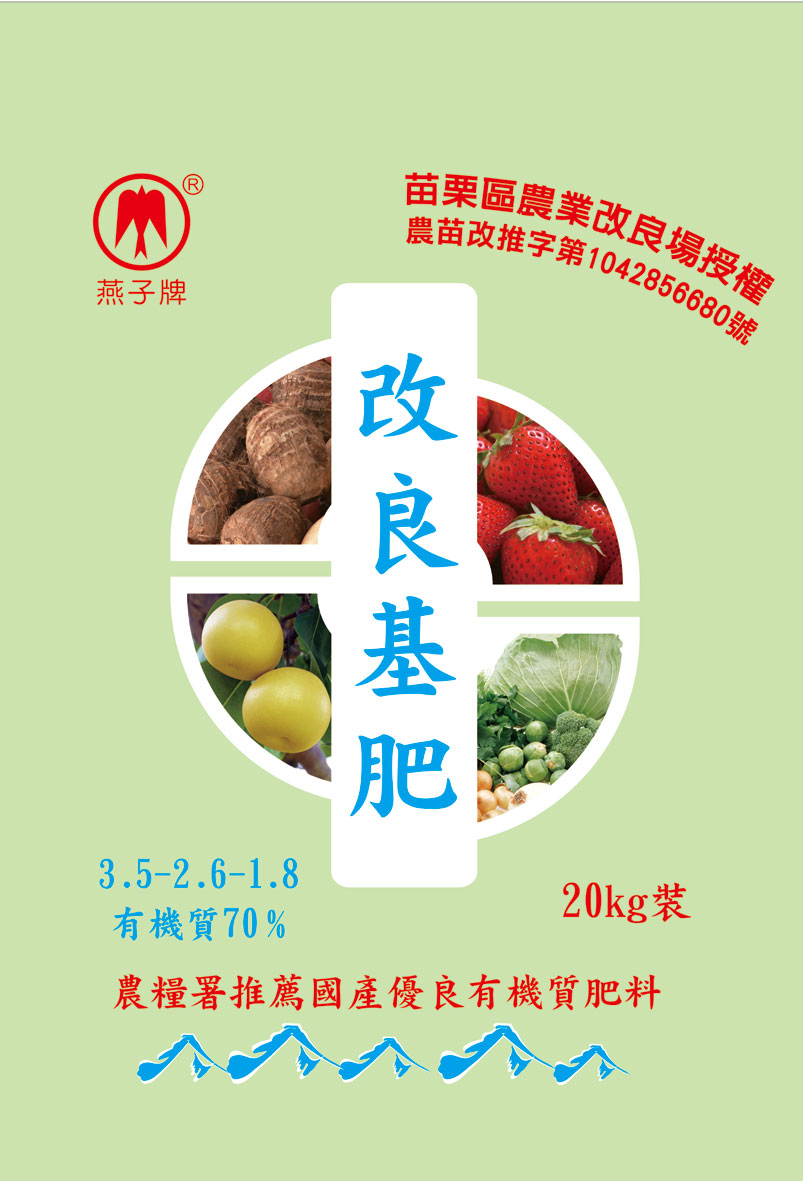 ®
燕子牌
苗栗區農業改良場授權
農苗改推字第1042856680號
改良基肥
3.5-2.6-1.8
有機質70%
20kg裝
農糧署推薦國產優良有機質肥料